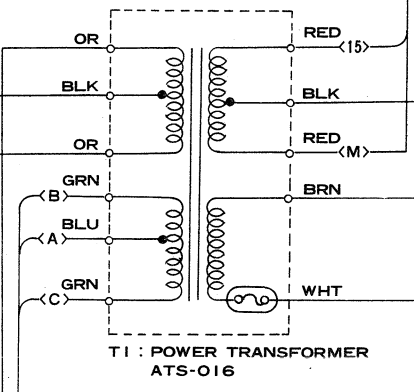 OR RED 15
BLK BLK
OR RED M
B GRN BRN
A BLU
C GRN WHT
T1 : POWER TRANSFORMER
ATS-016